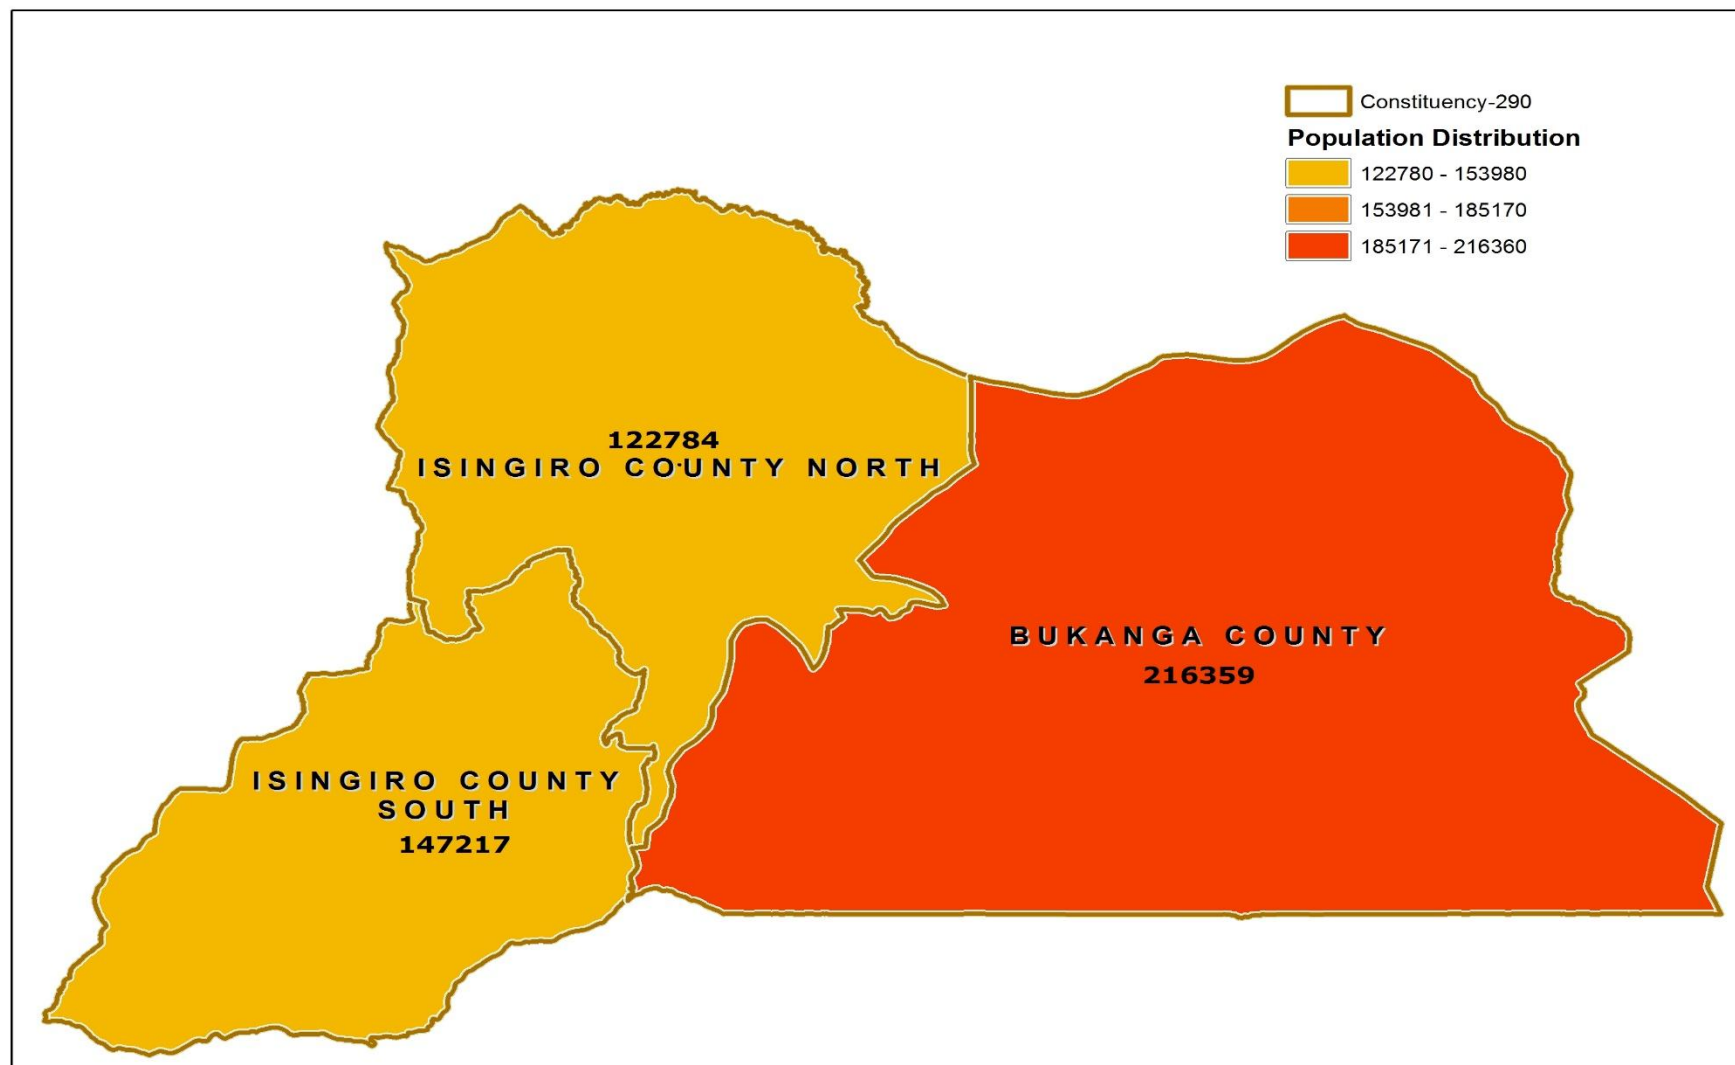 Constituency-290
Population Distribution
122780 - 153980
153981 - 185170
185171 - 216360
122784
ISINGIRO COUNTY NORTH
BUKANGA COUNTY
216359
ISINGIRO COUNTY
SOUTH
147217